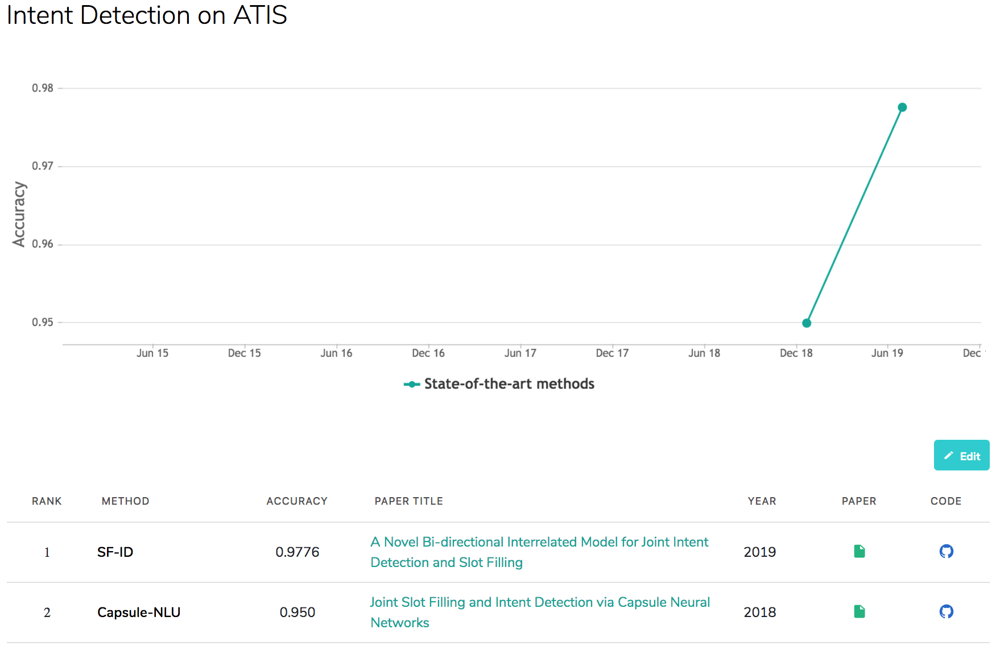 Intent Detection on ATIS
0.98
0.97
0.96
0.95
Accuracy
Jun 15 Dec 15 Jun 16 Dec 16 Jun 17 Dec 17 Jun 18 Dec 18 Jun 19 Dec
State-of-the-art methods
Edit
RANK METHOD ACCURACY PAPER TITLE YEAR PAPER CODE
1 SF-ID 0.9776 A Novel Bi-directional Interrelated Model for Joint Intent
Detection and Slot Filling 2019
2 Capsule-NLU 0.950 Joint Slot Filling and Intent Detection via Capsule Neural
Networks 2018